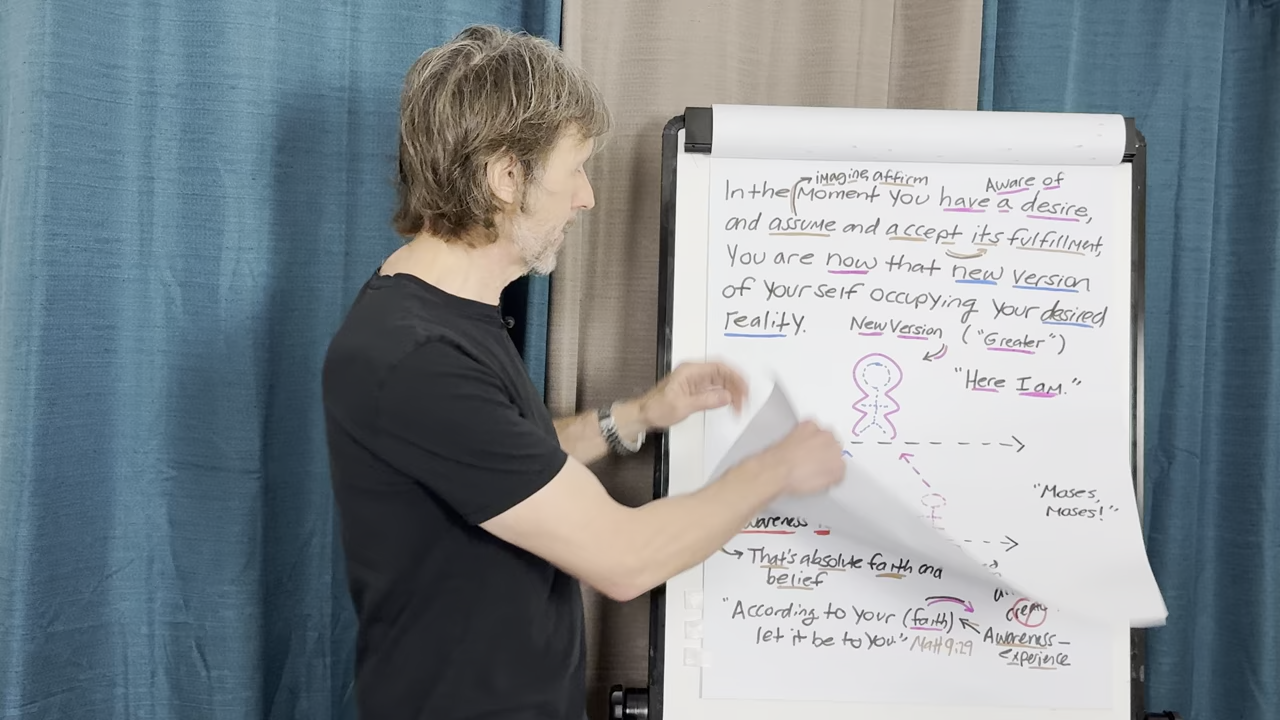 imagine, affirm
Aware of
In the Moment You have a desire,
and assume and accept its fulfillment,
You are now that new version
of Yourself occupying Your desired
reality.
New Version ("Greater")
"Here I am."
"Moses,
Moses!"
That's absolute faith and
belief
"According to your (faith)
let it be to you" Matt 9:29
Awareness –
experience